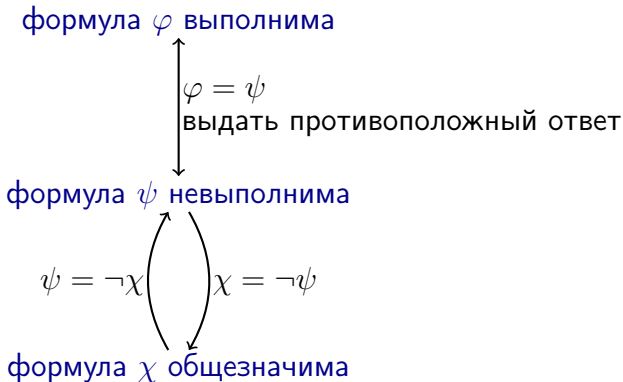 формула φ выполнима
φ = ψ
выдать противоположный ответ
формула ψ невыполнима
ψ = ¬χ
χ = ¬ψ
формула χ общезначима